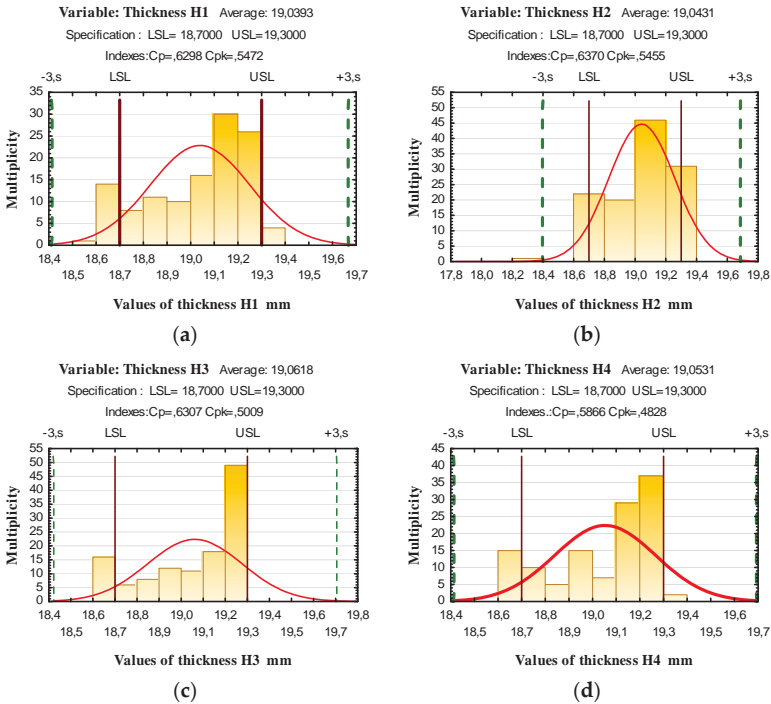 Variable: Thickness H1 Average: 19,0393
Specification : LSL= 18,7000 USL=19,3000
Indexes:Cp=,6298 Cpk=,5472
-3,s LSL USL +3,s
35
30
25
20
15
10
5
0
Multiplicity
18,4 18,6 18,8 19,0 19,2 19,4 19,6
18,5 18,7 18,9 19,1 19,3 19,5 19,7
Values of thickness H1 mm
(a)
Variable: Thickness H2 Average: 19,0431
Specification : LSL= 18,7000 USL=19,3000
Indexes:Cp=,6370 Cpk=,5455
-3,s LSL USL +3,s
55
50
45
40
35
30
25
20
15
10
5
0
Multiplicity
17,8 18,0 18,2 18,4 18,6 18,8 19,0 19,2 19,4 19,6 19,8
Values of thickness H2 mm
(b)
Variable: Thickness H3 Average: 19,0618
Specification : LSL= 18,7000 USL=19,3000
Indexes:Cp=,6307 Cpk=,5009
-3,s LSL USL +3,s
55
50
45
40
35
30
25
20
15
10
5
0
Multiplicity
18,4 18,6 18,8 19,0 19,2 19,4 19,6 19,8
18,5 18,7 18,9 19,1 19,3 19,5 19,7
Values of thickness H3 mm
(c)
Variable: Thickness H4 Average: 19,0531
Specification : LSL= 18,7000 USL=19,3000
Indexes.:Cp=,5866 Cpk=,4828
-3,s LSL USL +3,s
45
40
35
30
25
20
15
10
5
0
Multiplicity
18,4 18,6 18,8 19,0 19,2 19,4 19,6
18,5 18,7 18,9 19,1 19,3 19,5 19,7
Values of thickness H4 mm
(d)